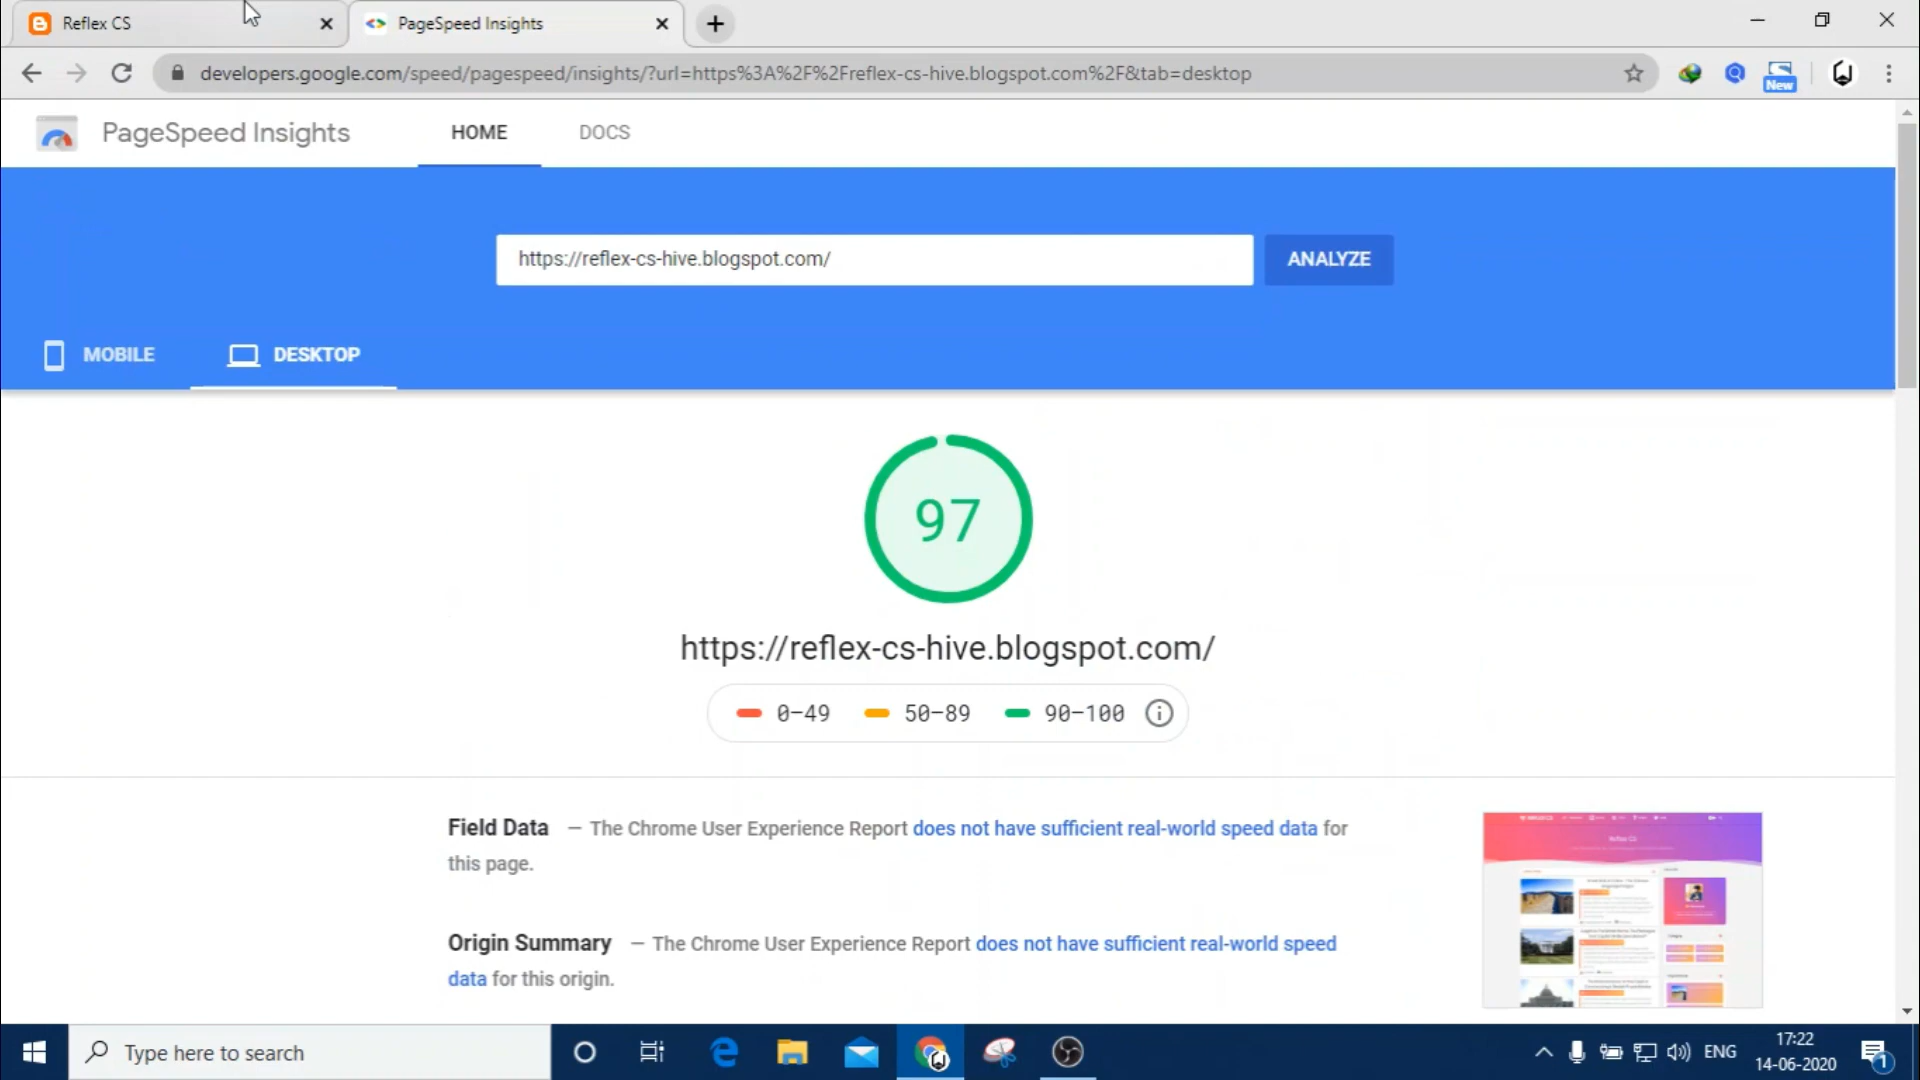 Reflex CS
PageSpeed Insights
developers.google.com/speed/pagespeed/insights/?url=https%3A%2F%2Freflex-cs-hive.blogspot.com%2F&tab=desktop
New
PageSpeed Insights
HOME
DOCS
https://reflex-cs-hive.blogspot.com/
ANALYZE
MOBILE
DESKTOP
97
https://reflex-cs-hive.blogspot.com/
0–49
50–89
90–100
Field Data — The Chrome User Experience Report does not have sufficient real-world speed data for
this page.
Reflex CS
Origin Summary — The Chrome User Experience Report does not have sufficient real-world speed
data for this origin.
Type here to search
ENG
17:22
14-06-2020
1